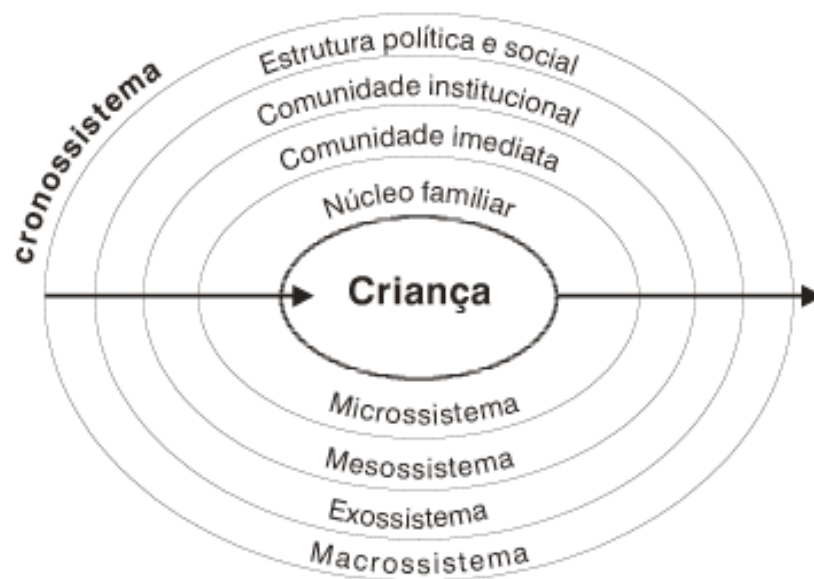 cronossistema
Estrutura política e social
Comunidade institucional
Comunidade imediata
Núcleo familiar
Criança
Microssistema
Mesossistema
Exossistema
Macrossistema